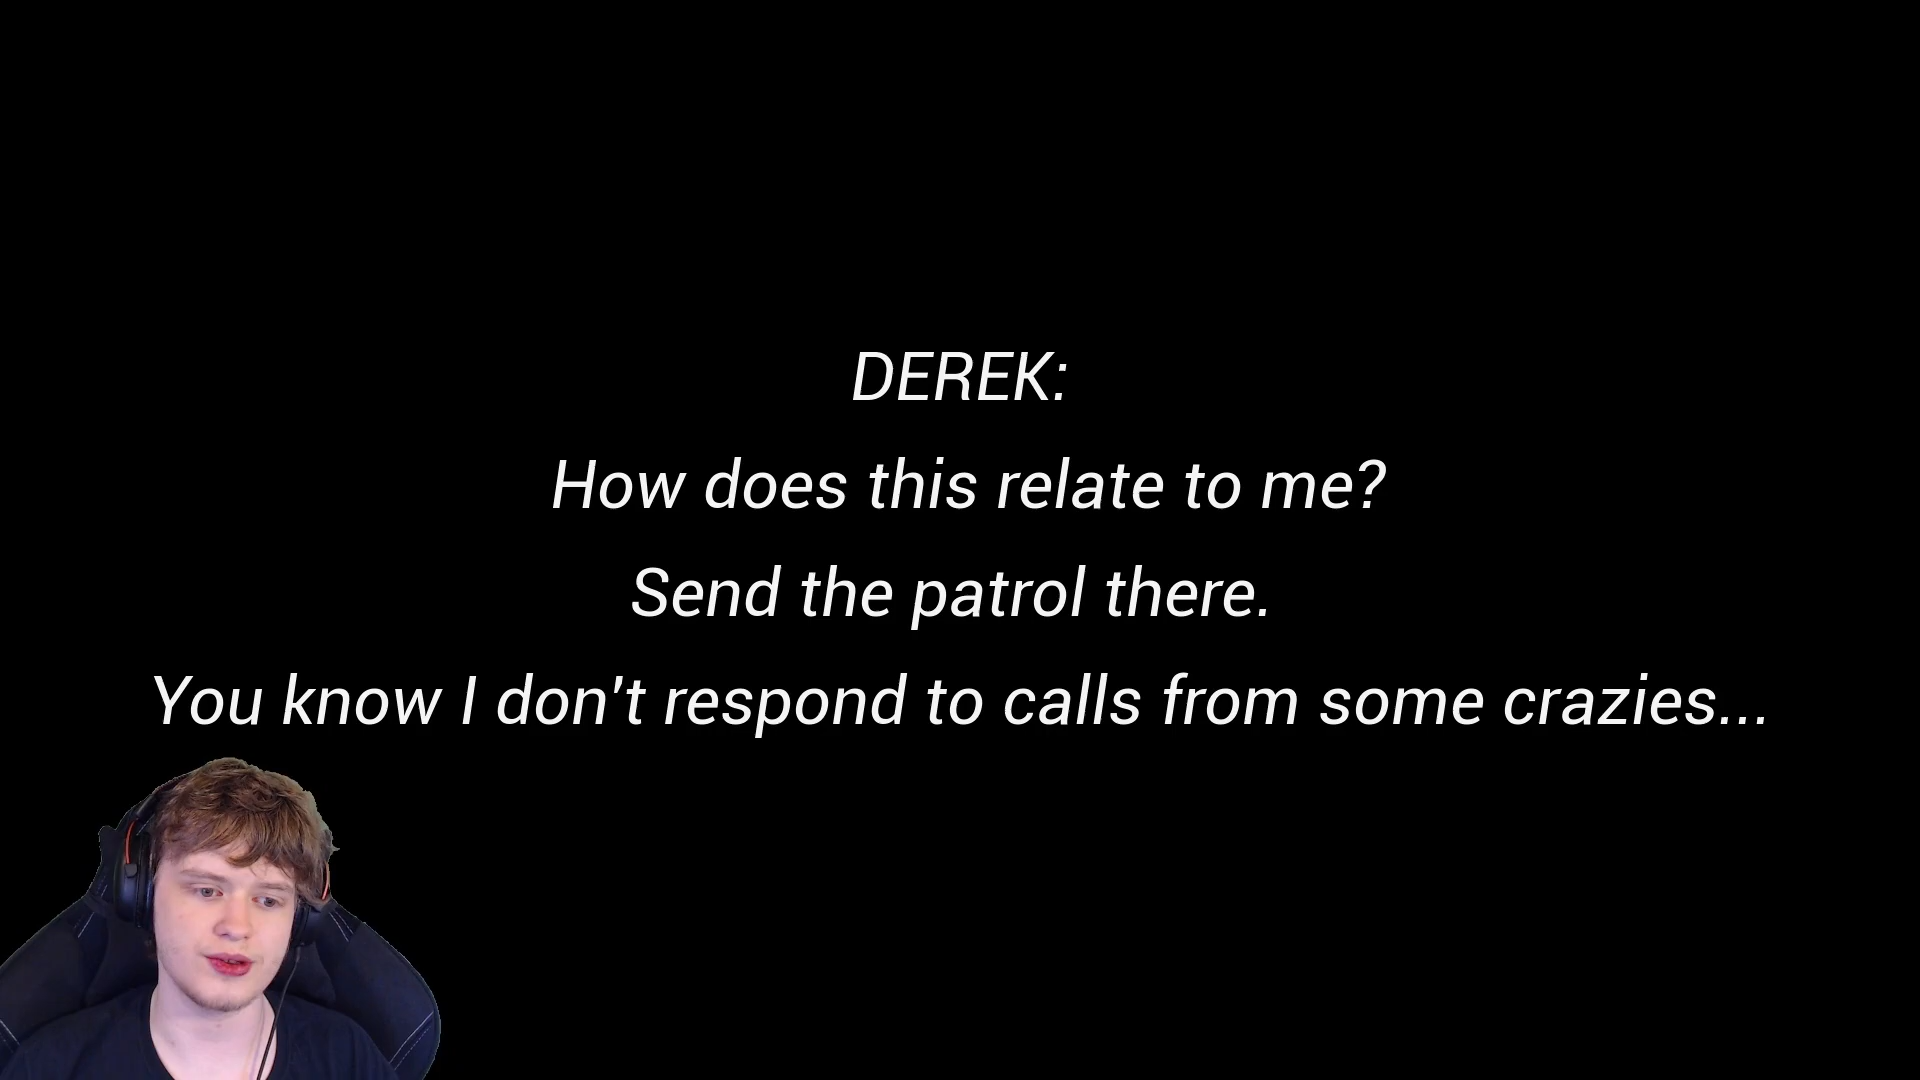 DEREK:
How does this relate to me?
Send the patrol there.
You know I don't respond to calls from some crazies...